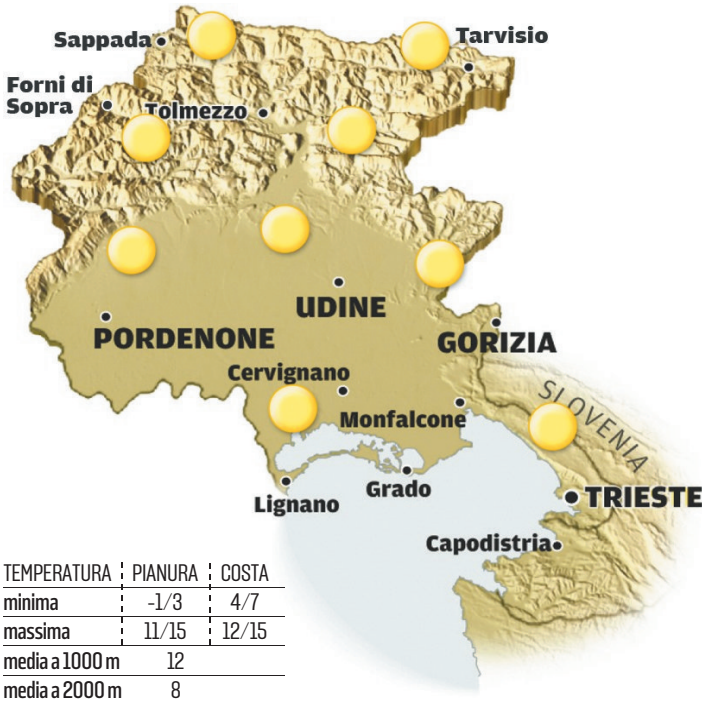 Sappada
Tarvisio
Forni di
Sopra
Tolmezzo
UDINE
PORDENONE
GORIZIA
Cervignano
SLOVENIA
Monfalcone
Grado
Lignano
TRIESTE
Capodistria
TEMPERATURA PIANURA COSTA
minima -1/3 4/7
massima 11/15 12/15
media a 1000 m 12
media a 2000 m 8